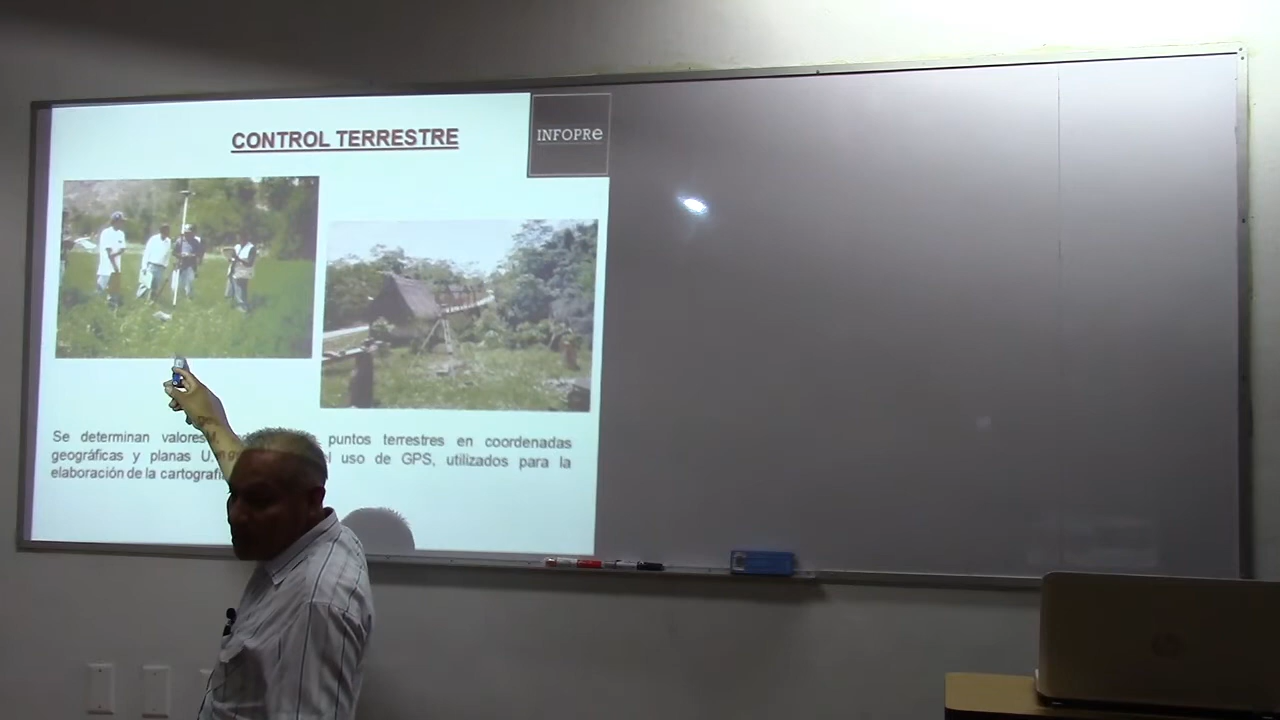 CONTROL TERRESTRE
INFOPRe
Se determinan valores puntos terrestres en coordenadas
geográficas y planas U. el uso de GPS, utilizados para la
elaboración de la